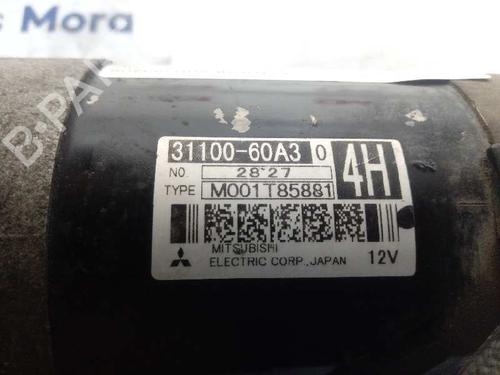 s Mora
B-PARTS
31100-60A3 0
4H
NO. 28*27
TYPE M001T85881
MITSUBISHI
ELECTRIC CORP., JAPAN 12V